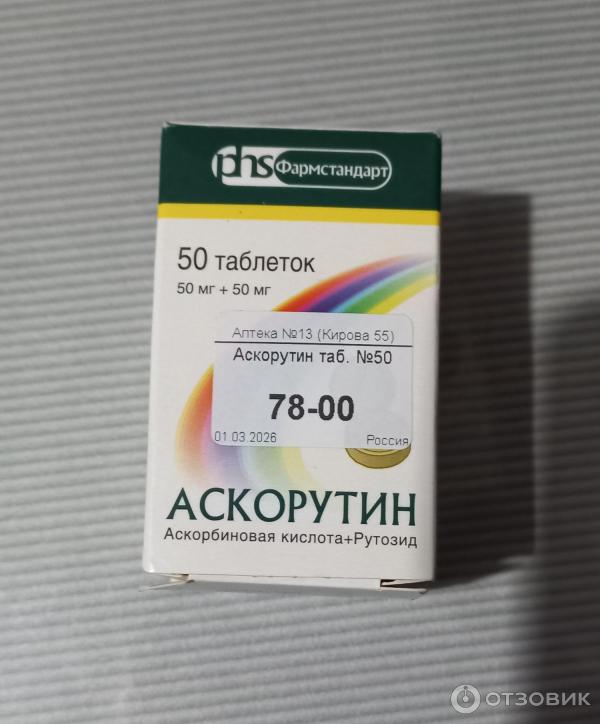 phs Фармстандарт
50 таблеток
50 мг + 50 мг
Аптека №13 (Кирова 55)
Аскорутин таб. №50
78-00
01.03.2026 Россия
АСКОРУТИН
Аскорбиновая кислота+Рутозид
ОТЗОВИК